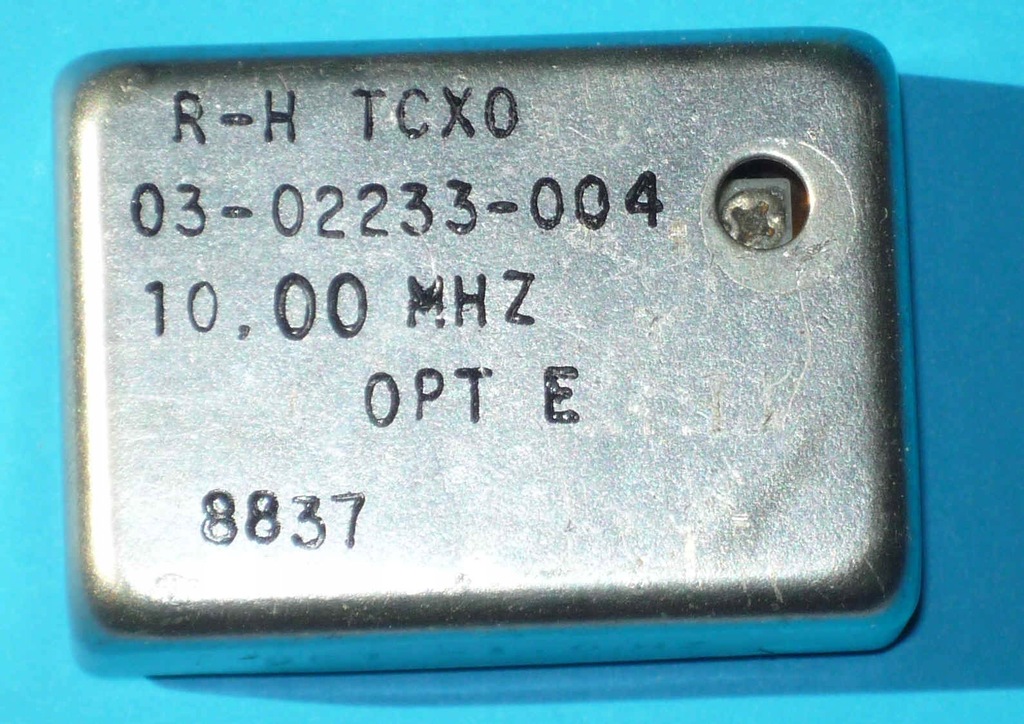 R-H TCXO
03-02233-004
10.00 MHZ
OPT E
8837